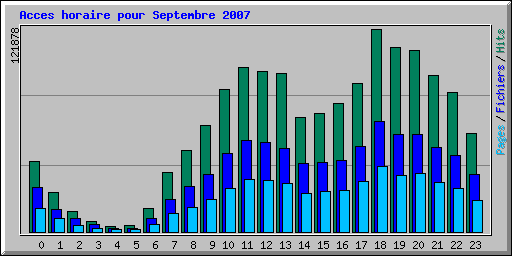 Acces horaire pour Septembre 2007
121878
Pages / Fichiers / Hits
0 1 2 3 4 5 6 7 8 9 10 11 12 13 14 15 16 17 18 19 20 21 22 23